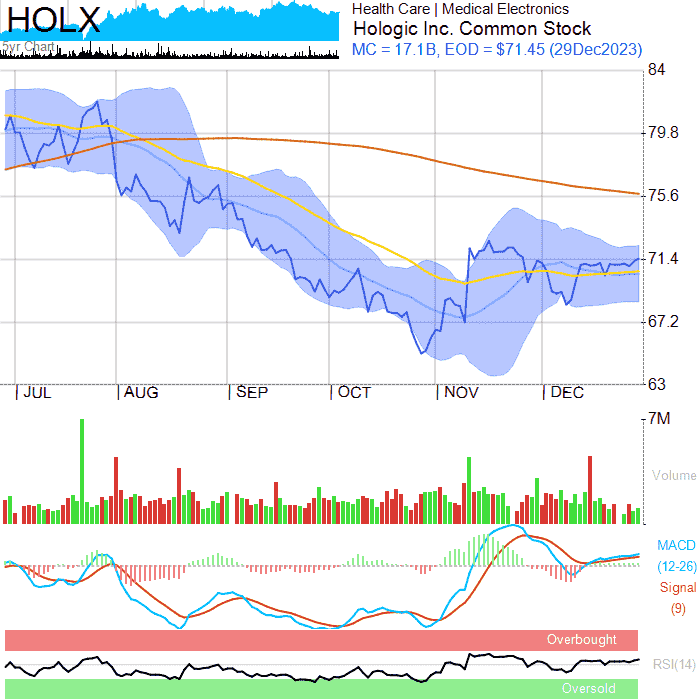 HOLX
5yr Chart
Health Care | Medical Electronics
Hologic Inc. Common Stock
MC = 17.1B, EOD = $71.45 (29Dec2023)
84
79.8
75.6
71.4
67.2
63
JUL
AUG
SEP
OCT
NOV
DEC
7M
Volume
MACD
(12-26)
Signal
(9)
Overbought
RSI(14)
Oversold